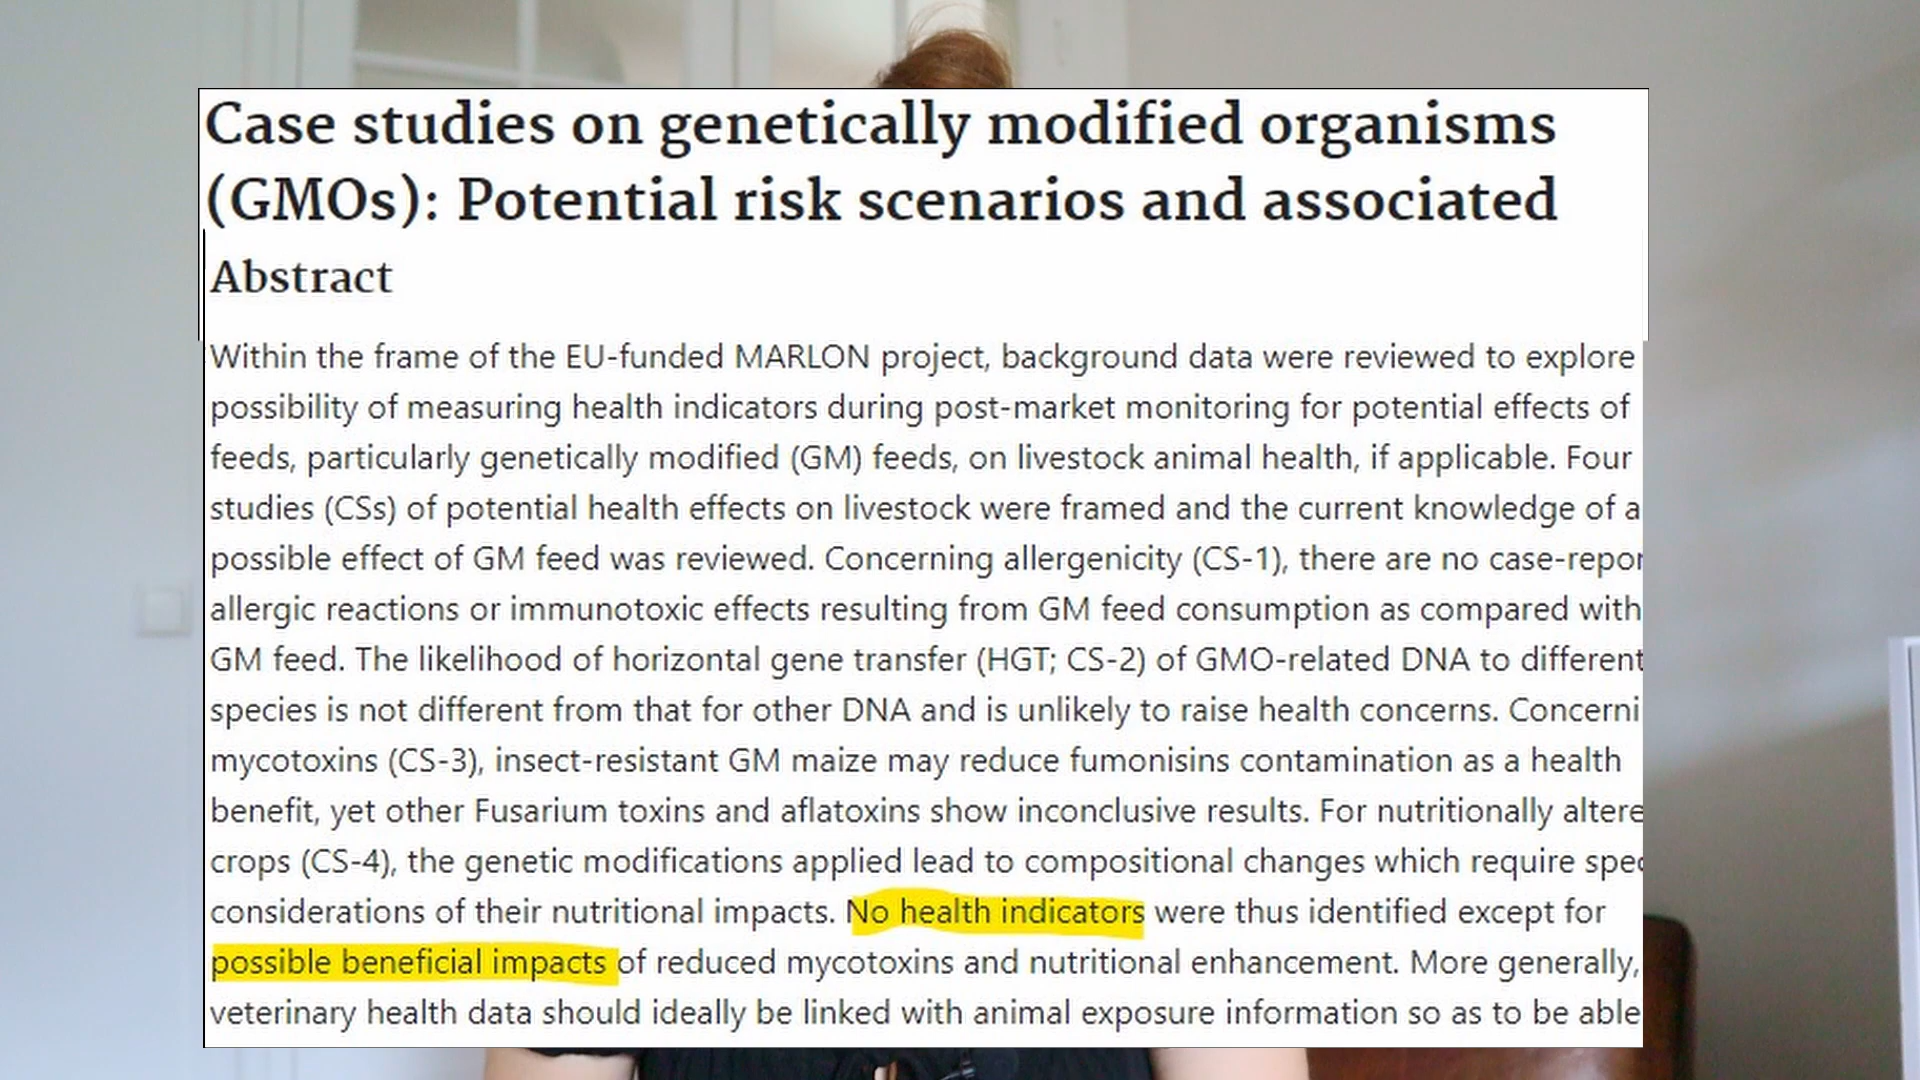 Case studies on genetically modified organisms
(GMOs): Potential risk scenarios and associated
Abstract
Within the frame of the EU-funded MARLON project, background data were reviewed to explore
possibility of measuring health indicators during post-market monitoring for potential effects of
feeds, particularly genetically modified (GM) feeds, on livestock animal health, if applicable. Four
studies (CSs) of potential health effects on livestock were framed and the current knowledge of a
possible effect of GM feed was reviewed. Concerning allergenicity (CS-1), there are no case-repor
allergic reactions or immunotoxic effects resulting from GM feed consumption as compared with
GM feed. The likelihood of horizontal gene transfer (HGT; CS-2) of GMO-related DNA to different
species is not different from that for other DNA and is unlikely to raise health concerns. Concerni
mycotoxins (CS-3), insect-resistant GM maize may reduce fumonisins contamination as a health
benefit, yet other Fusarium toxins and aflatoxins show inconclusive results. For nutritionally altere
crops (CS-4), the genetic modifications applied lead to compositional changes which require spec
considerations of their nutritional impacts. No health indicators were thus identified except for
possible beneficial impacts of reduced mycotoxins and nutritional enhancement. More generally,
veterinary health data should ideally be linked with animal exposure information so as to be able